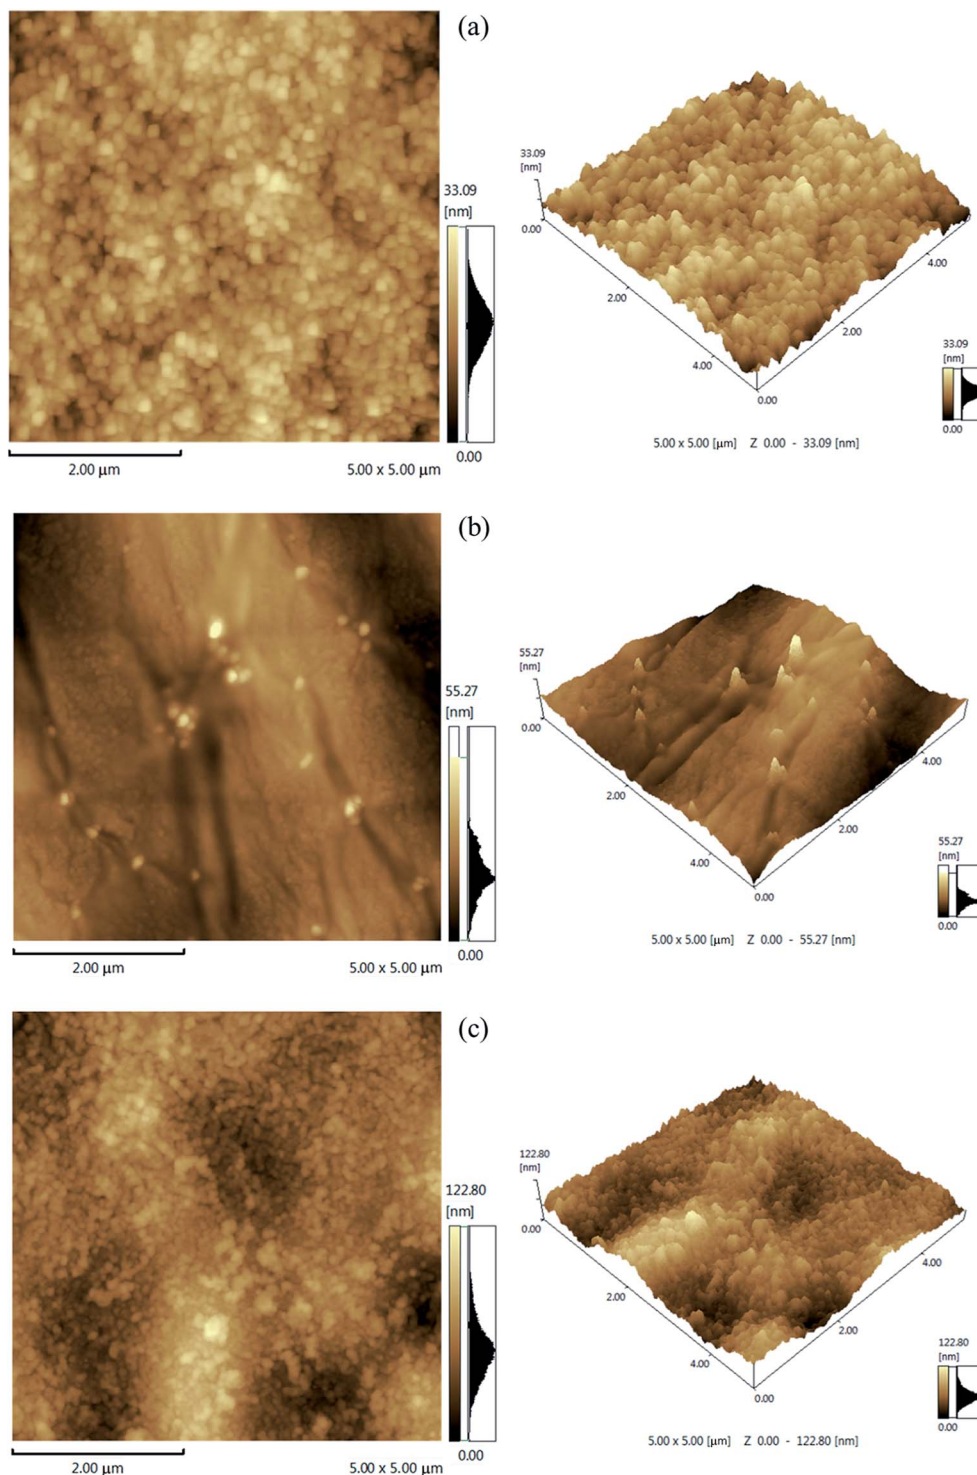 (a)
33.09
[nm]
0.00
2.00 μm
5.00 x 5.00 μm
33.09
[nm]
0.00
2.00
4.00
0.00
2.00
4.00
33.09
[nm]
0.00
5.00 x 5.00 [μm] Z 0.00 - 33.09 [nm]
(b)
55.27
[nm]
0.00
2.00 μm
5.00 x 5.00 μm
55.27
[nm]
0.00
2.00
4.00
0.00
2.00
4.00
55.27
[nm]
0.00
5.00 x 5.00 [μm] Z 0.00 - 55.27 [nm]
(c)
122.80
[nm]
0.00
2.00 μm
5.00 x 5.00 μm
122.80
[nm]
0.00
2.00
4.00
0.00
2.00
4.00
122.80
[nm]
0.00
5.00 x 5.00 [μm] Z 0.00 - 122.80 [nm]